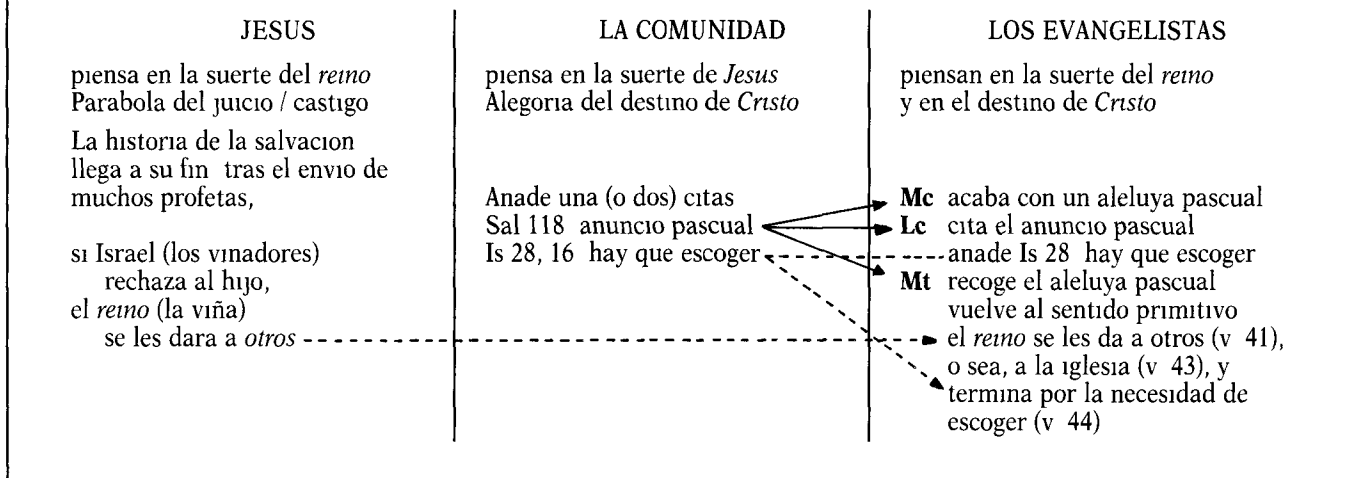 JESUS
piensa en la suerte del reino
Parabola del juicio / castigo
La historia de la salvacion
llega a su fin tras el envio de
muchos profetas,
si Israel (los vinadores)
rechaza al hijo,
el reino (la viña)
se les dara a otros
LA COMUNIDAD
piensa en la suerte de Jesus
Alegoria del destino de Cristo
Anade una (o dos) citas
Sal 118 anuncio pascual
Is 28, 16 hay que escoger
LOS EVANGELISTAS
piensan en la suerte del reino
y en el destino de Cristo
Mc acaba con un aleluya pascual
Lc cita el anuncio pascual
anade Is 28 hay que escoger
Mt recoge el aleluya pascual
vuelve al sentido primitivo
el reino se les da a otros (v 41),
o sea, a la iglesia (v 43), y
termina por la necesidad de
escoger (v 44)